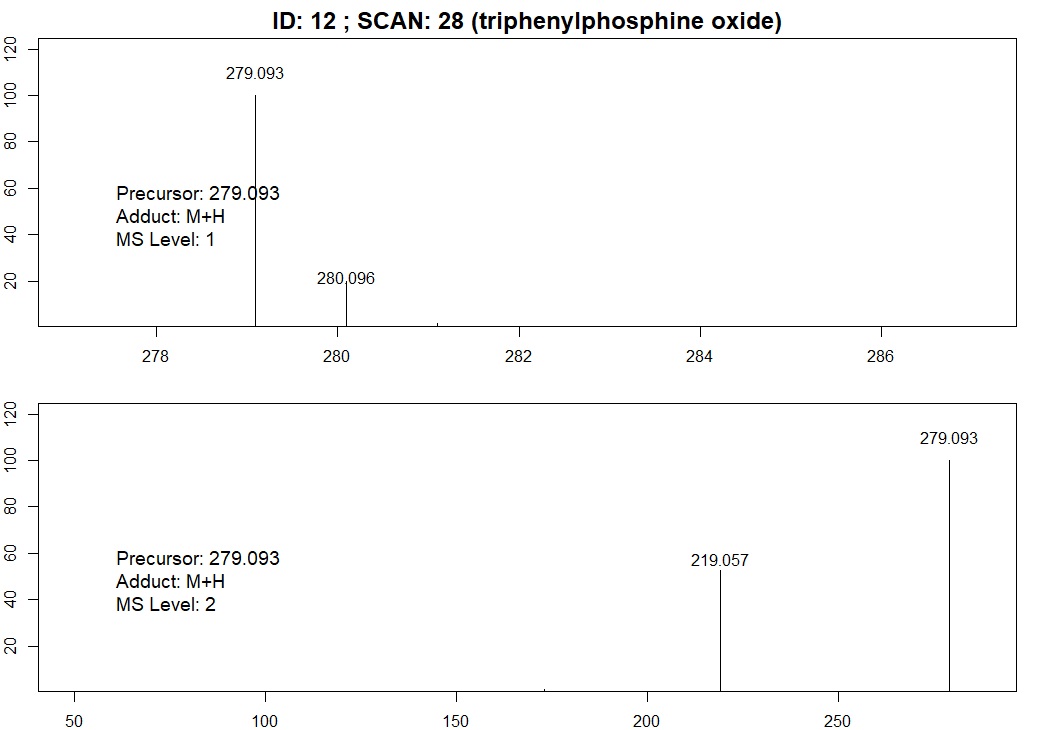 ID: 12 ; SCAN: 28 (triphenylphosphine oxide)
120
100
80
60
40
20
279.093
Precursor: 279.093
Adduct: M+H
MS Level: 1
280.096
278 280 282 284 286
120
100
80
60
40
20
279.093
Precursor: 279.093
Adduct: M+H
MS Level: 2
219.057
50 100 150 200 250